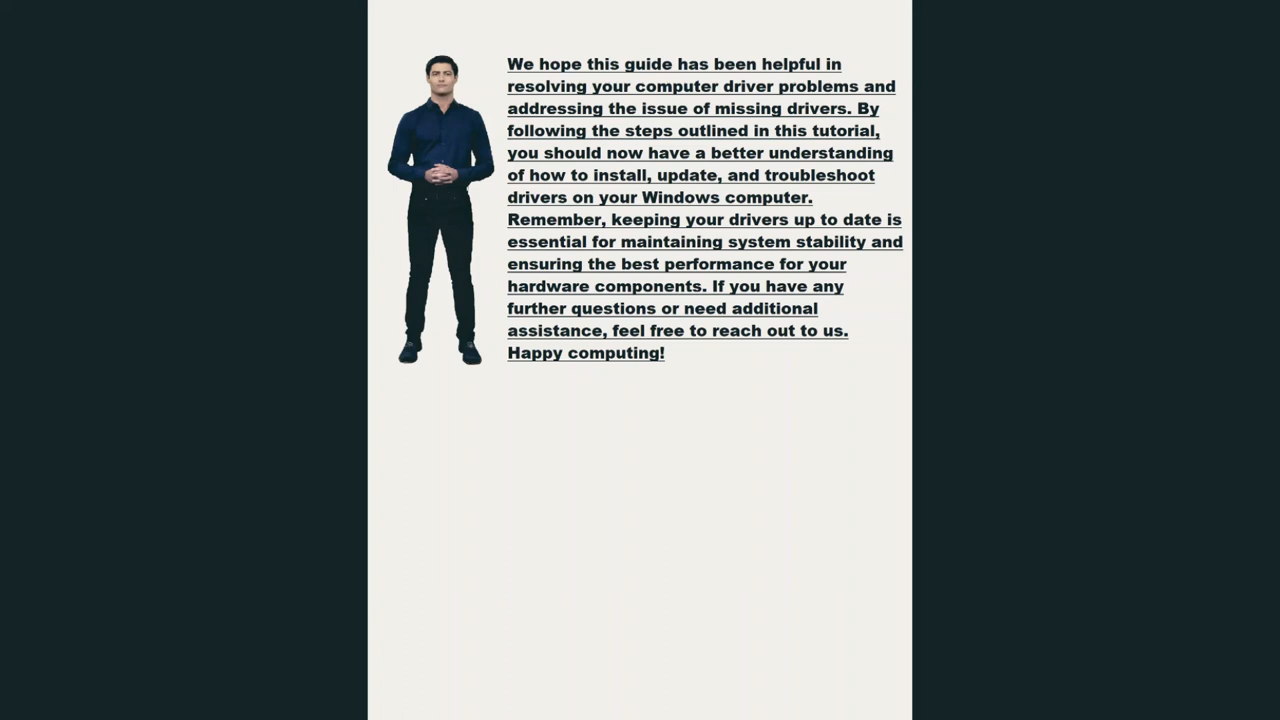 We hope this guide has been helpful in
resolving your computer driver problems and
addressing the issue of missing drivers. By
following the steps outlined in this tutorial,
you should now have a better understanding
of how to install, update, and troubleshoot
drivers on your Windows computer.
Remember, keeping your drivers up to date is
essential for maintaining system stability and
ensuring the best performance for your
hardware components. If you have any
further questions or need additional
assistance, feel free to reach out to us.
Happy computing!